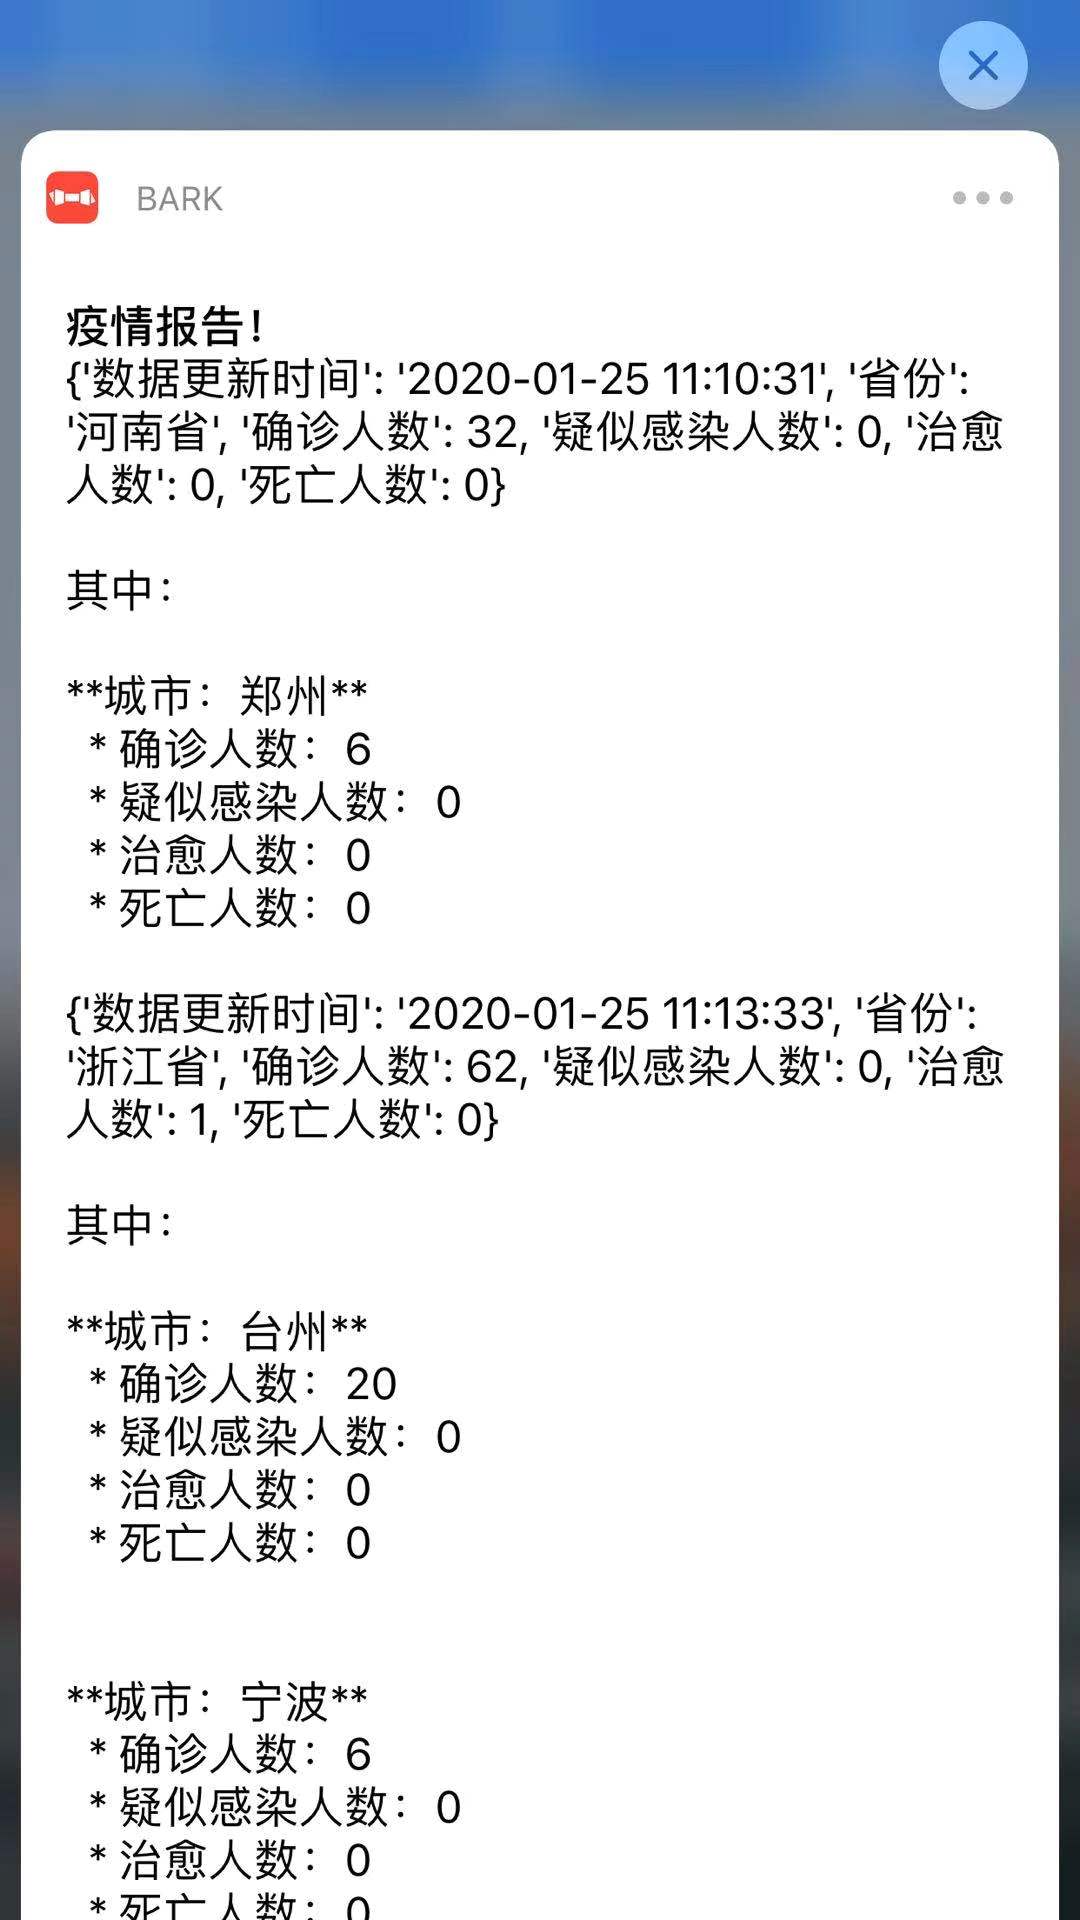 BARK
疫情报告！
{'数据更新时间': '2020-01-25 11:10:31', '省份':
'河南省', '确诊人数': 32, '疑似感染人数': 0, '治愈
人数': 0, '死亡人数': 0}
其中：
**城市：郑州**
* 确诊人数：6
* 疑似感染人数：0
* 治愈人数：0
* 死亡人数：0
{'数据更新时间': '2020-01-25 11:13:33', '省份':
'浙江省', '确诊人数': 62, '疑似感染人数': 0, '治愈
人数': 1, '死亡人数': 0}
其中：
**城市：台州**
* 确诊人数：20
* 疑似感染人数：0
* 治愈人数：0
* 死亡人数：0
**城市：宁波**
* 确诊人数：6
* 疑似感染人数：0
* 治愈人数：0
* 死亡人数：0